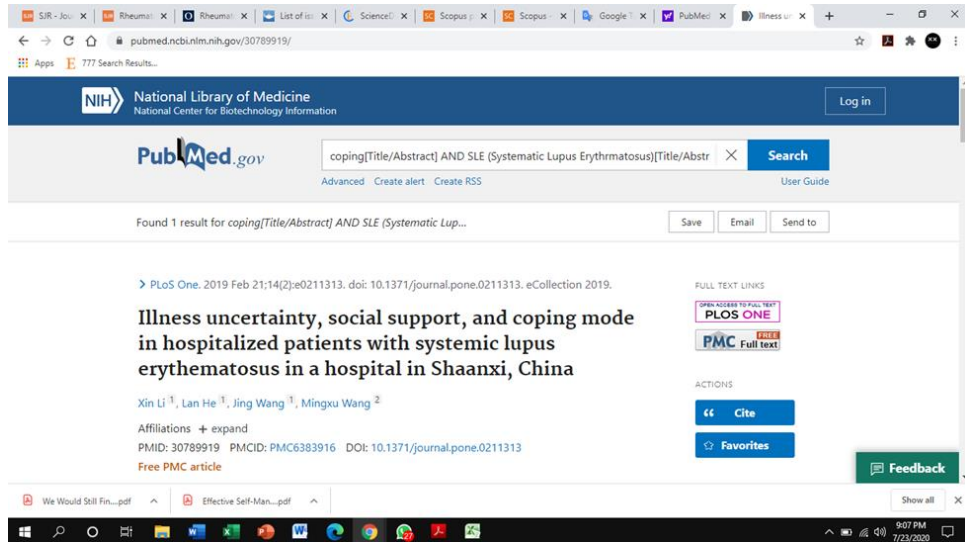 SJR - Jou
Rheumat
Rheumat
List of is
ScienceD
Scopus p
Scopus -
Google T
PubMed
Illness un
pubmed.ncbi.nlm.nih.gov/30789919/
Apps
777 Search Results...
NIH
National Library of Medicine
National Center for Biotechnology Information
Log in
PubMed.gov
coping[Title/Abstract] AND SLE (Systematic Lupus Erythrmatosus)[Title/Abstr
Search
Advanced Create alert Create RSS
User Guide
Found 1 result for coping[Title/Abstract] AND SLE (Systematic Lup...
Save
Email
Send to
PLoS One. 2019 Feb 21;14(2):e0211313. doi: 10.1371/journal.pone.0211313. eCollection 2019.
Illness uncertainty, social support, and coping mode
in hospitalized patients with systemic lupus
erythematosus in a hospital in Shaanxi, China
Xin Li 1, Lan He 1, Jing Wang 1, Mingxu Wang 2
Affiliations + expand
PMID: 30789919 PMCID: PMC6383916 DOI: 10.1371/journal.pone.0211313
Free PMC article
FULL TEXT LINKS
OPEN ACCESS TO FULL TEXT
PLOS ONE
PMC FREE Full text
ACTIONS
Cite
Favorites
Feedback
We Would Still Fin....pdf
Effective Self-Man....pdf
Show all
27
9:07 PM
7/23/2020